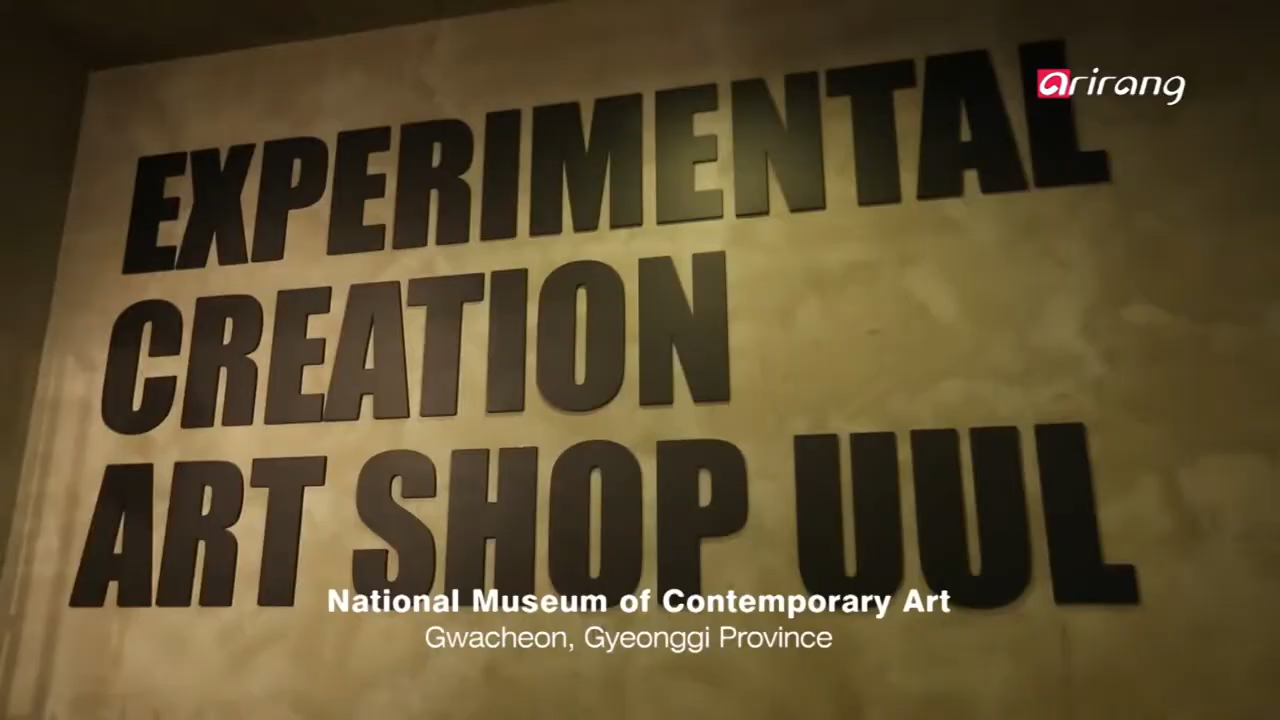 arirang
EXPERIMENTAL
CREATION
ART SHOP UUL
National Museum of Contemporary Art
Gwacheon, Gyeonggi Province